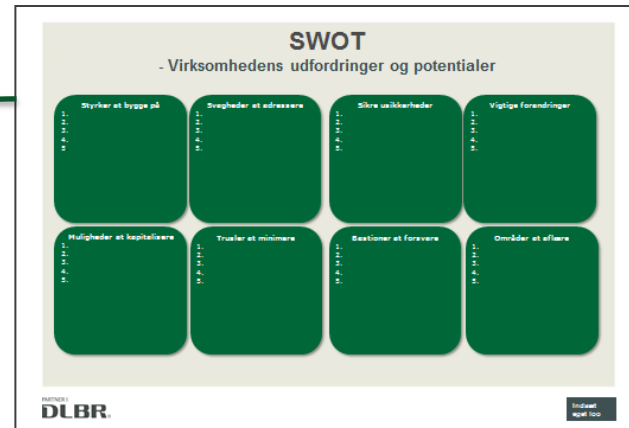 SWOT
- Virksomhedens udfordringer og potentialer
Styrker at bygge på
1.
2.
3.
4.
5
Svagheder at adressere
1.
2.
3.
4.
5.
Sikre usikkerheder
1.
2.
3.
4.
5.
Vigtige forandringer
1.
2.
3.
4.
5.
Muligheder at kapitalisere
1.
2.
3.
4.
5.
Trusler at minimere
1.
2.
3.
4.
5.
Bastioner at forsvare
1.
2.
3.
4.
5.
Områder at aflære
1.
2.
3.
4.
5.
PARTNER I
DLBR.
Indsæt
eget loo